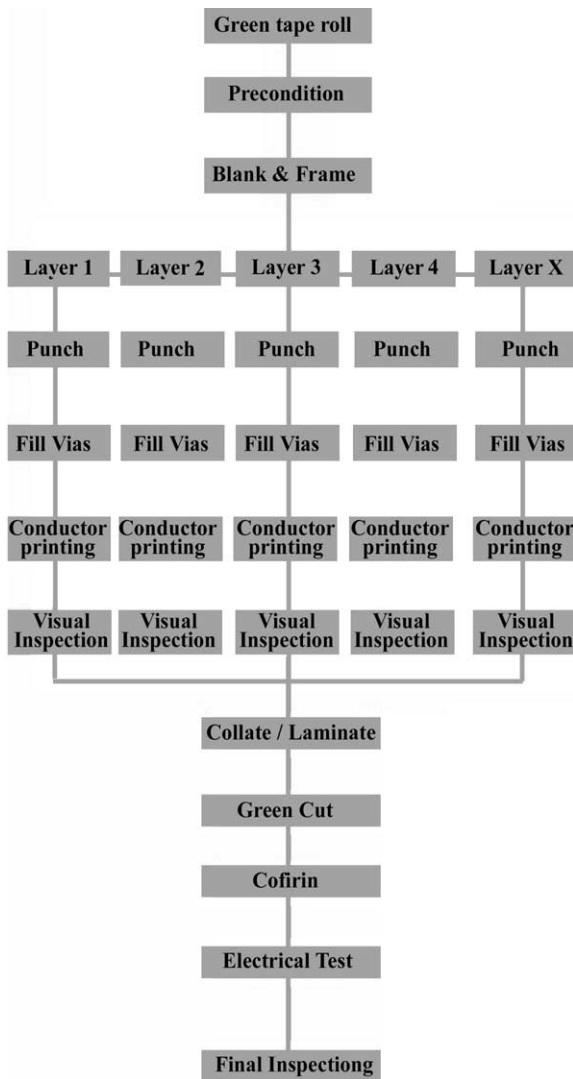 Green tape roll
Precondition
Blank & Frame
Layer 1
Layer 2
Layer 3
Layer 4
Layer X
Punch
Punch
Punch
Punch
Punch
Fill Vias
Fill Vias
Fill Vias
Fill Vias
Fill Vias
Conductor
printing
Conductor
printing
Conductor
printing
Conductor
printing
Conductor
printing
Visual
Inspection
Visual
Inspection
Visual
Inspection
Visual
Inspection
Visual
Inspection
Collate / Laminate
Green Cut
Cofirin
Electrical Test
Final Inspectiong